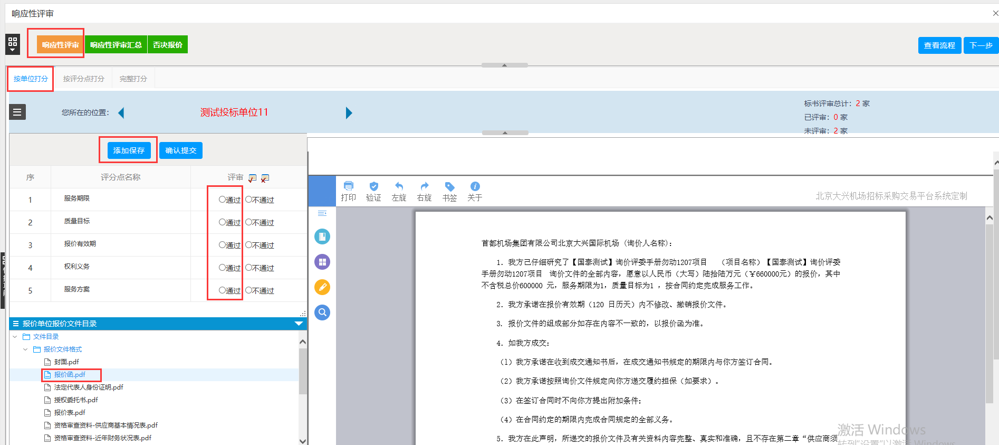 响应性评审
响应性评审 响应性评审汇总 否决报价 查看流程 下一步
按单位打分 按评分点打分 完整打分
您所在的位置： 测试投标单位11
标书评审总计：2 家
已评审：0 家
未评审：2 家
添加保存 确认提交
序 评分点名称 评审
1 服务期限 通过 不通过
2 质量目标 通过 不通过
3 报价有效期 通过 不通过
4 权利义务 通过 不通过
5 服务方案 通过 不通过
报价单位报价文件目录
文件目录
报价文件格式
封面.pdf
报价函.pdf
法定代表人身份证明.pdf
授权委托书.pdf
报价表.pdf
资格审查资料-供应商基本情况表.pdf
资格审查资料-近年财务状况表.pdf
打印 验证 左旋 右旋 书签 关于
北京大兴机场招标采购交易平台系统定制
首都机场集团有限公司北京大兴国际机场（询价人名称）：
1. 我方已仔细研究了【国泰测试】询价评委手册勿动1207项目 （项目名称）【国泰测试】询价评委
手册勿动1207项目 询价文件的全部内容，愿意以人民币（大写）陆拾陆万元（￥660000元）的报价，其中
不含税总价600000 元，服务期限为1，质量目标为1 ，按合同约定完成服务工作。
2. 我方承诺在报价有效期（120 日历天）内不修改、撤销报价文件。
3. 报价文件的组成部分如存在内容不一致的，以报价函为准。
4. 如我方成交：
（1）我方承诺在收到成交通知书后，在成交通知书规定的期限内与你方签订合同。
（2）我方承诺按照询价文件规定向你方递交履约担保（如要求）。
（3）在签订合同时不向你方提出附加条件；
（4）在合同约定的期限内完成合同规定的全部义务。
5. 我方在此声明，所递交的报价文件及有关资料内容完整、真实和准确，且不存在第二章“供应商须
激活 Windows
转到"设置"以激活 Windows